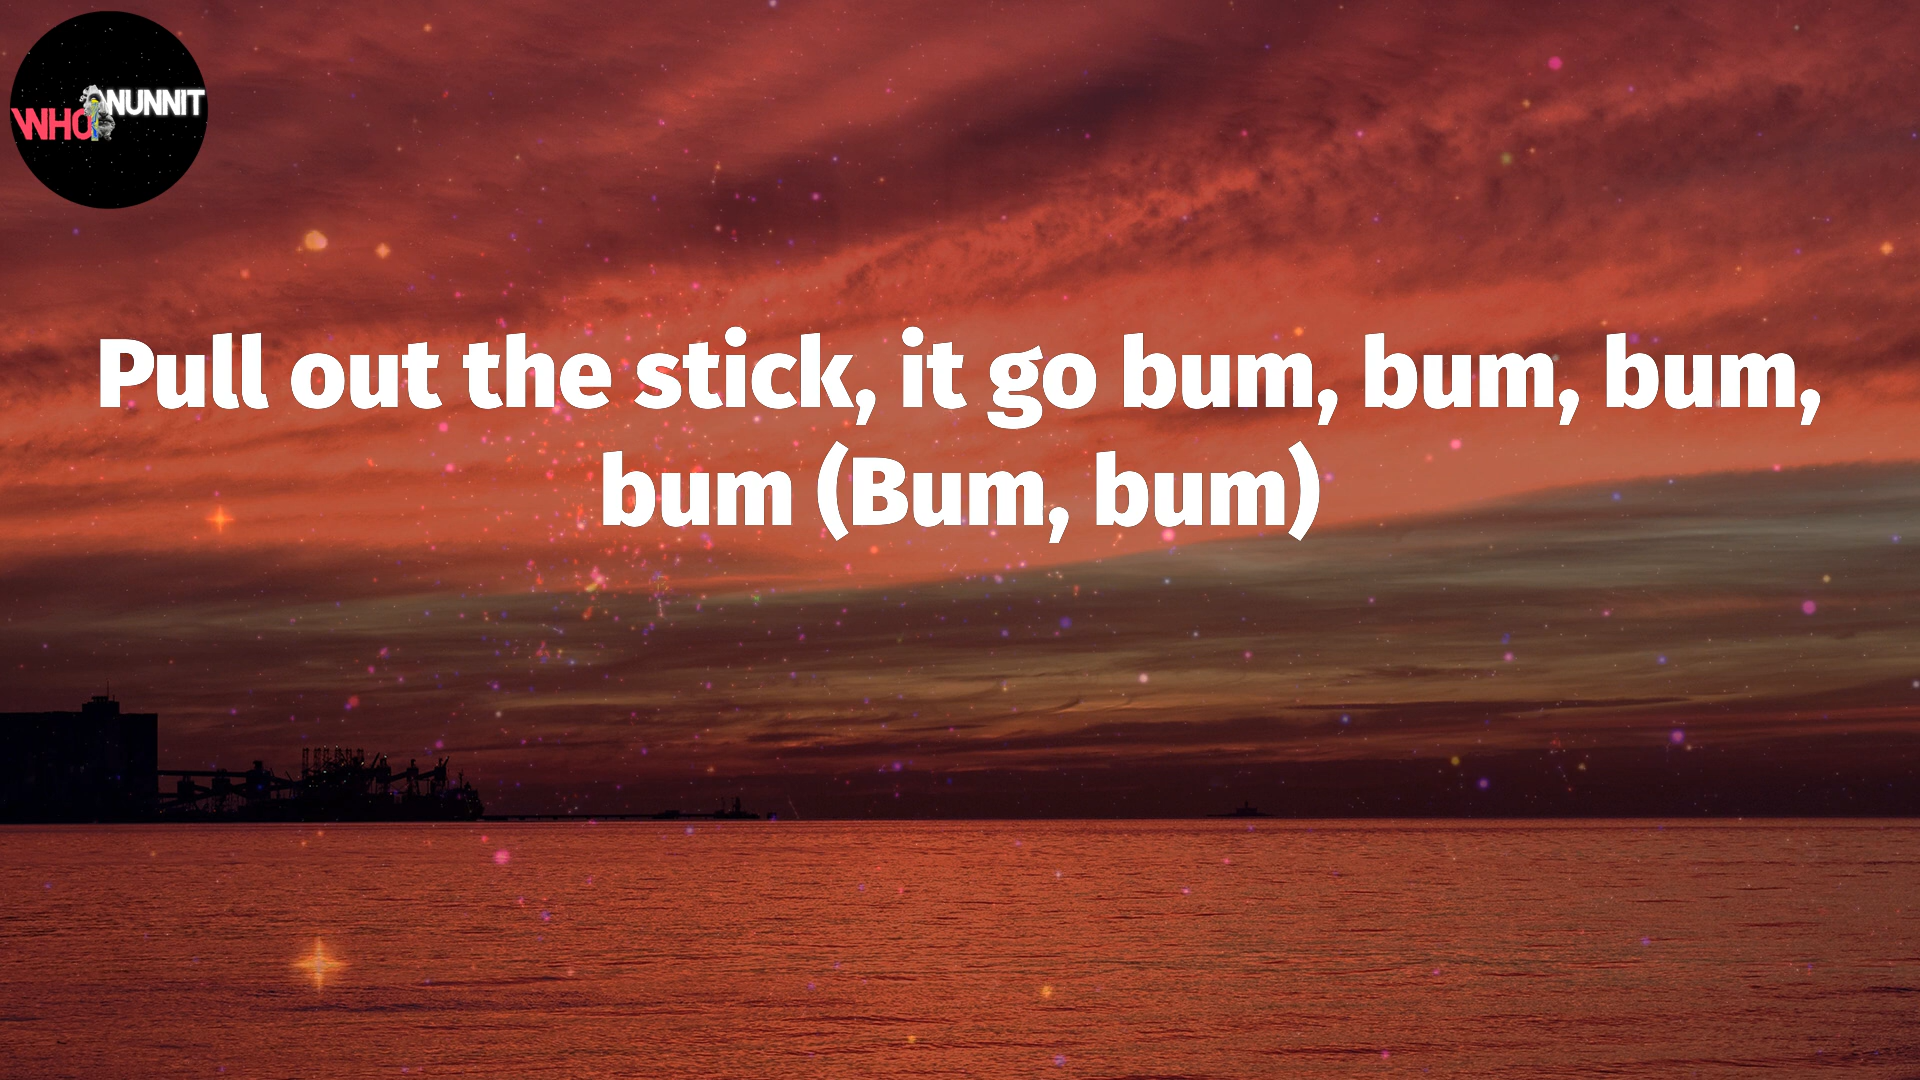 WHO NUNNIT
Pull out the stick, it go bum, bum, bum,
bum (Bum, bum)